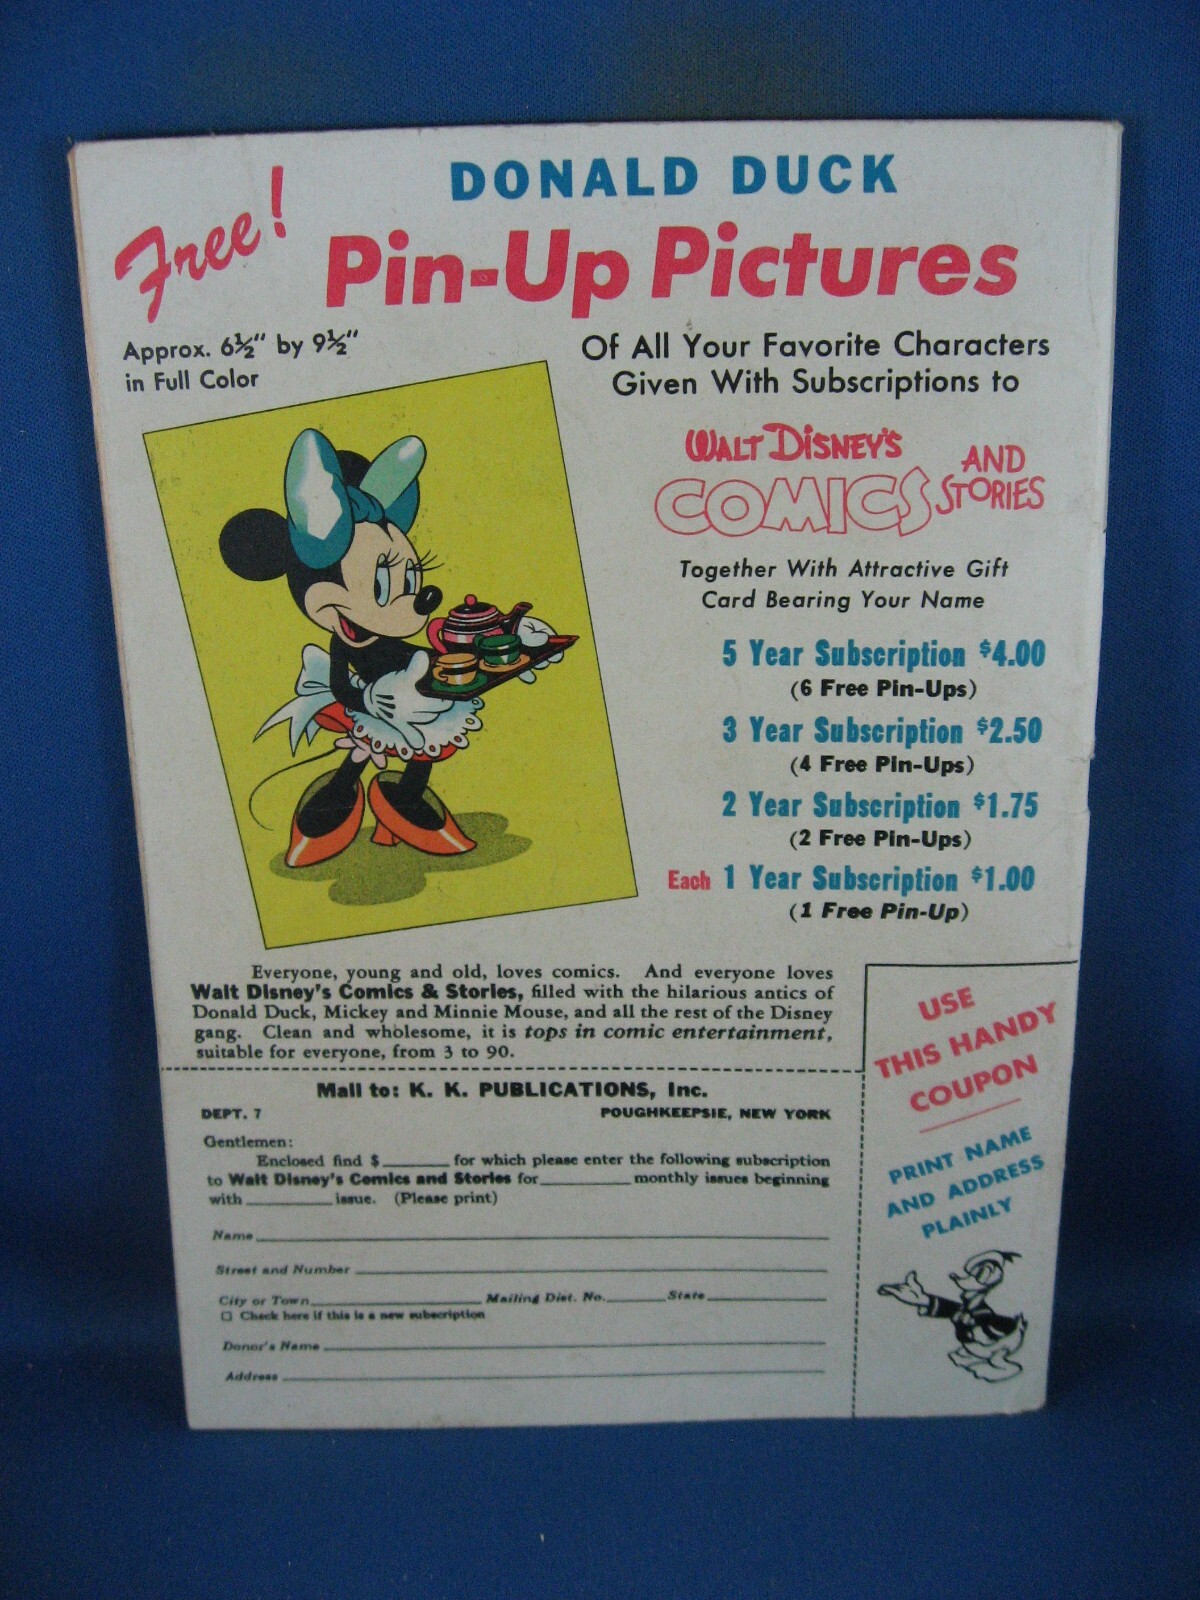 Free!
DONALD DUCK
Pin-Up Pictures
Approx. 6½" by 9½"
in Full Color
Of All Your Favorite Characters
Given With Subscriptions to
WALT DISNEY'S
COMICS
AND
STORIES
Together With Attractive Gift
Card Bearing Your Name
5 Year Subscription $4.00
(6 Free Pin-Ups)
3 Year Subscription $2.50
(4 Free Pin-Ups)
2 Year Subscription $1.75
(2 Free Pin-Ups)
Each 1 Year Subscription $1.00
(1 Free Pin-Up)
Everyone, young and old, loves comics. And everyone loves
Walt Disney's Comics & Stories, filled with the hilarious antics of
Donald Duck, Mickey and Minnie Mouse, and all the rest of the Disney
gang. Clean and wholesome, it is tops in comic entertainment,
suitable for everyone, from 3 to 90.
Mail to: K. K. PUBLICATIONS, Inc.
DEPT. 7 POUGHKEEPSIE, NEW YORK
Gentlemen:
Enclosed find $______ for which please enter the following subscription
to Walt Disney's Comics and Stories for________ monthly issues beginning
with ________ issue. (Please print)
Name
Street and Number
City or Town________ Mailing Dist. No.______ State________
☐ Check here if this is a new subscription
Donor's Name
Address
USE
THIS HANDY
COUPON
PRINT NAME
AND ADDRESS
PLAINLY